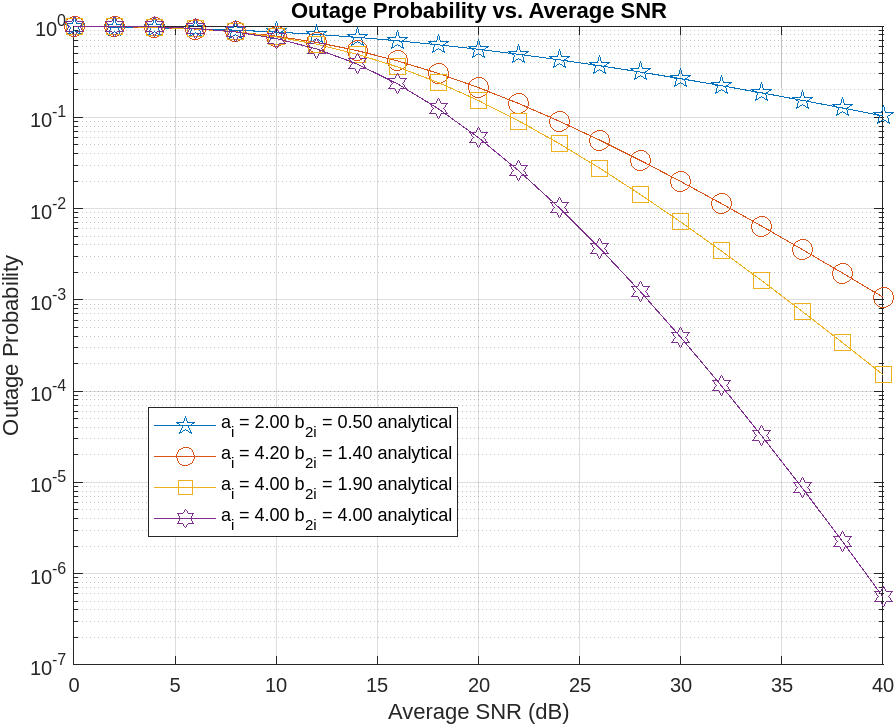 Outage Probability vs. Average SNR
10^0
10^-1
10^-2
10^-3
10^-4
10^-5
10^-6
10^-7
Outage Probability
a_i = 2.00 b_2i = 0.50 analytical
a_i = 4.20 b_2i = 1.40 analytical
a_i = 4.00 b_2i = 1.90 analytical
a_i = 4.00 b_2i = 4.00 analytical
0 5 10 15 20 25 30 35 40
Average SNR (dB)